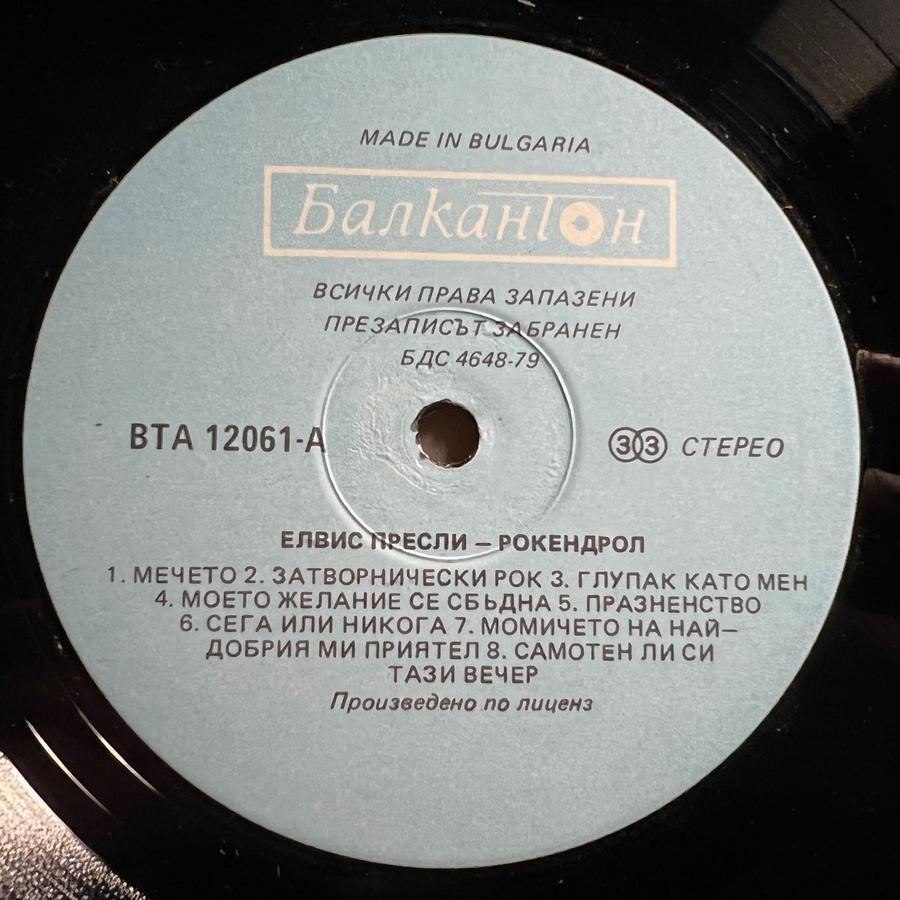 MADE IN BULGARIA
Балкантон
ВСИЧКИ ПРАВА ЗАПАЗЕНИ
ПРЕЗАПИСЪТ ЗАБРАНЕН
БДС 4648-79
ВТА 12061-А
33 СТЕРЕО
ЕЛВИС ПРЕСЛИ – РОКЕНДРОЛ
1. МЕЧЕТО 2. ЗАТВОРНИЧЕСКИ РОК 3. ГЛУПАК КАТО МЕН
4. МОЕТО ЖЕЛАНИЕ СЕ СБЪДНА 5. ПРАЗНЕНСТВО
6. СЕГА ИЛИ НИКОГА 7. МОМИЧЕТО НА НАЙ–
ДОБРИЯ МИ ПРИЯТЕЛ 8. САМОТЕН ЛИ СИ
ТАЗИ ВЕЧЕР
Произведено по лиценз